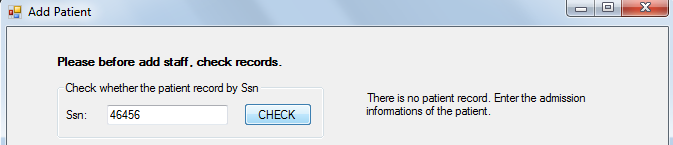 Add Patient
Please before add staff, check records.
Check whether the patient record by Ssn
Ssn: 46456 CHECK
There is no patient record. Enter the admission
informations of the patient.